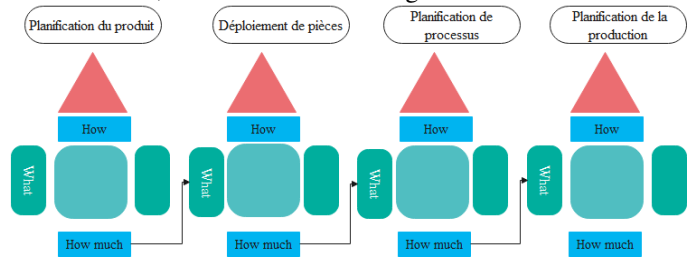 Planification du produit
Déploiement de pièces
Planification de
processus
Planification de la
production
How
How
How
How
What
What
What
What
How much
How much
How much
How much